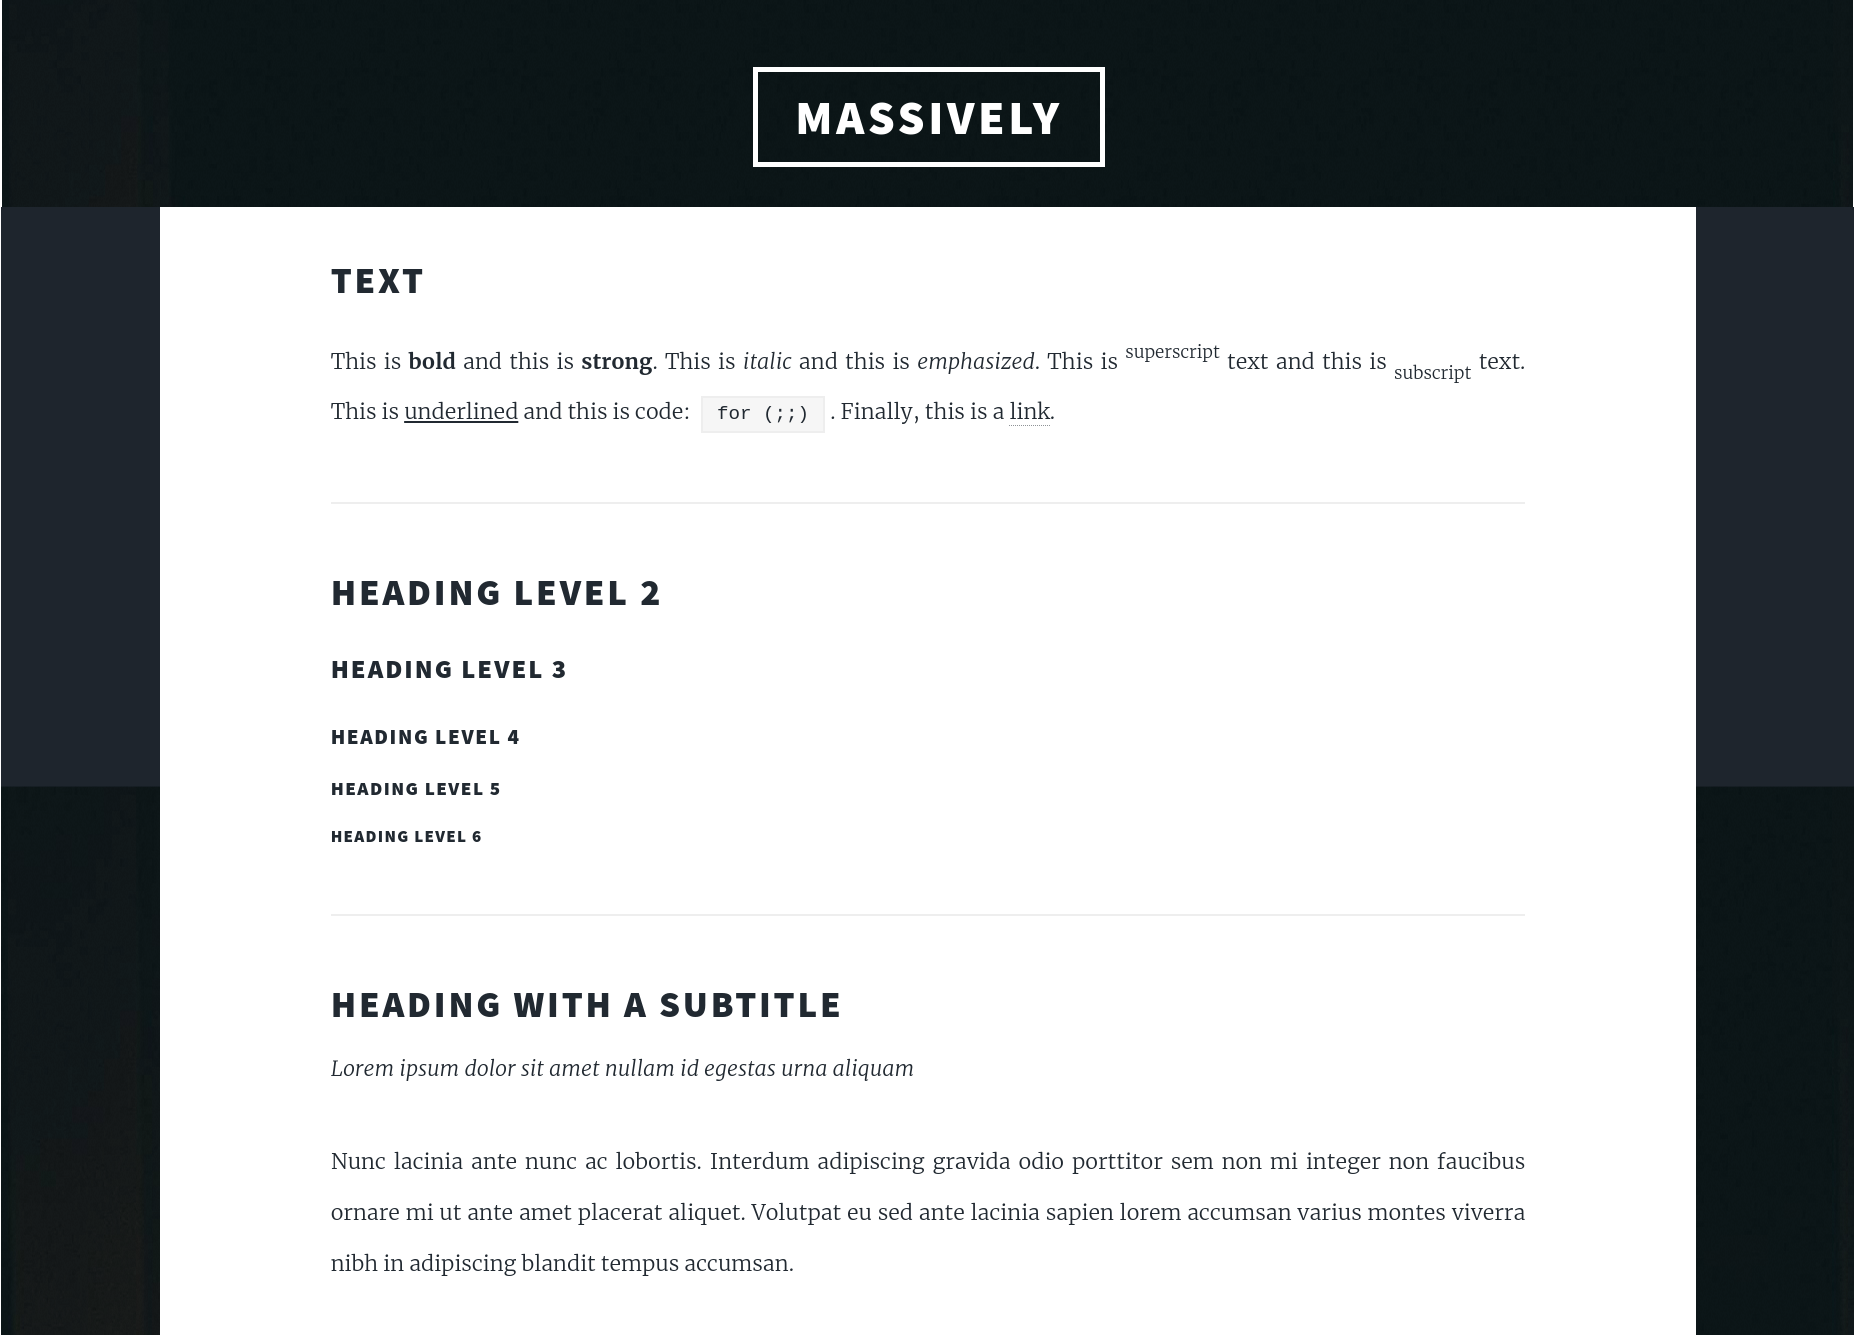 MASSIVELY
TEXT
This is bold and this is strong. This is italic and this is emphasized. This is superscript text and this is subscript text.
This is underlined and this is code: for (;;) . Finally, this is a link.
HEADING LEVEL 2
HEADING LEVEL 3
HEADING LEVEL 4
HEADING LEVEL 5
HEADING LEVEL 6
HEADING WITH A SUBTITLE
Lorem ipsum dolor sit amet nullam id egestas urna aliquam
Nunc lacinia ante nunc ac lobortis. Interdum adipiscing gravida odio porttitor sem non mi integer non faucibus
ornare mi ut ante amet placerat aliquet. Volutpat eu sed ante lacinia sapien lorem accumsan varius montes viverra
nibh in adipiscing blandit tempus accumsan.